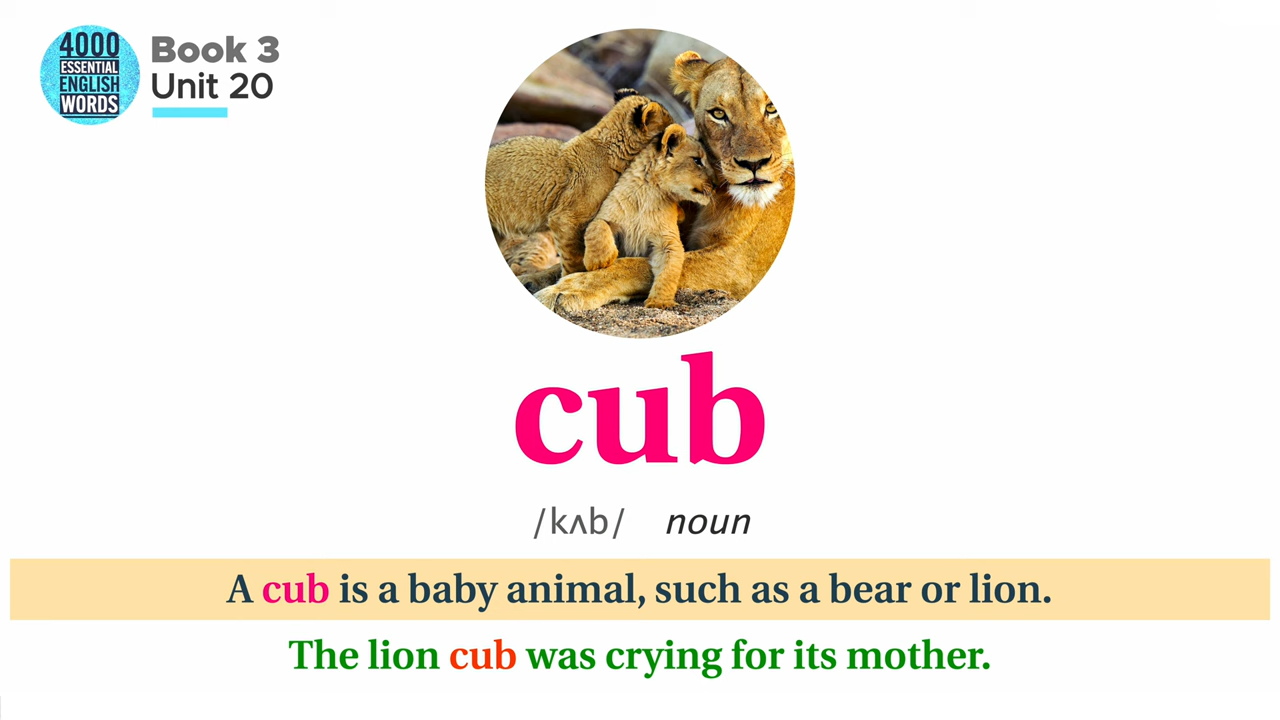 4000
ESSENTIAL
ENGLISH
WORDS
Book 3
Unit 20
cub
/kʌb/ noun
A cub is a baby animal, such as a bear or lion.
The lion cub was crying for its mother.